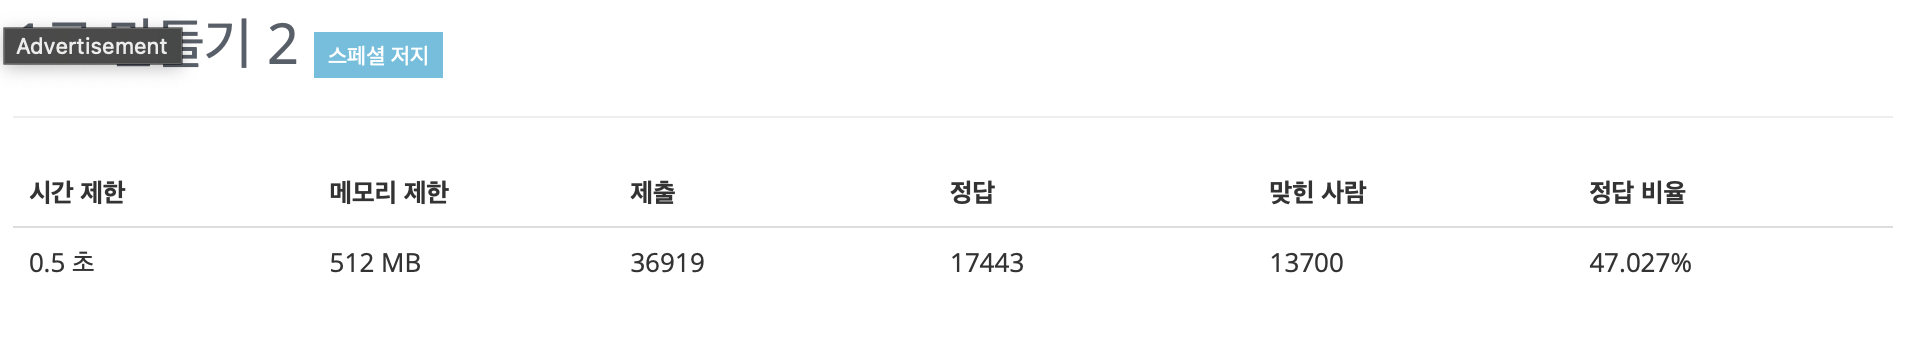 기 2 스페셜 저지
Advertisement
시간 제한 메모리 제한 제출 정답 맞힌 사람 정답 비율
0.5 초 512 MB 36919 17443 13700 47.027%